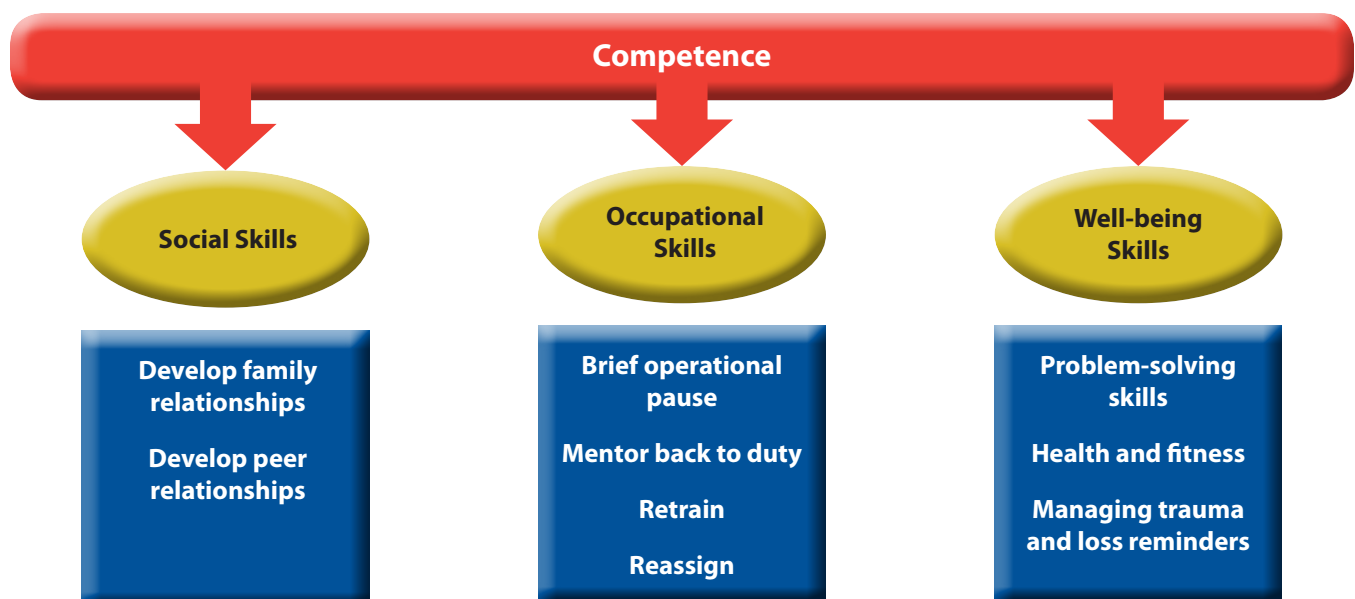 Competence
Social Skills
Occupational
Skills
Well-being
Skills
Develop family
relationships
Develop peer
relationships
Brief operational
pause
Mentor back to duty
Retrain
Reassign
Problem-solving
skills
Health and fitness
Managing trauma
and loss reminders